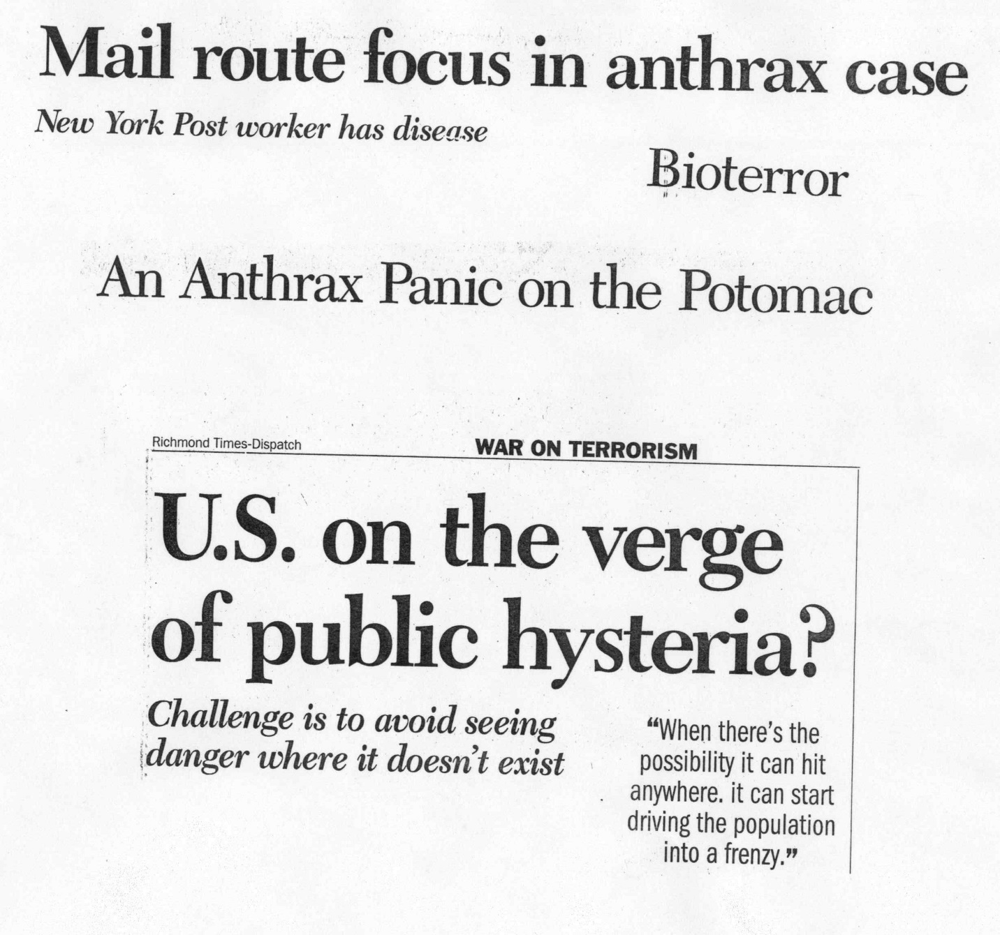 Mail route focus in anthrax case
New York Post worker has disease
Bioterror
An Anthrax Panic on the Potomac
Richmond Times-Dispatch
WAR ON TERRORISM
U.S. on the verge
of public hysteria?
Challenge is to avoid seeing
danger where it doesn't exist
“When there's the
possibility it can hit
anywhere. it can start
driving the population
into a frenzy.”